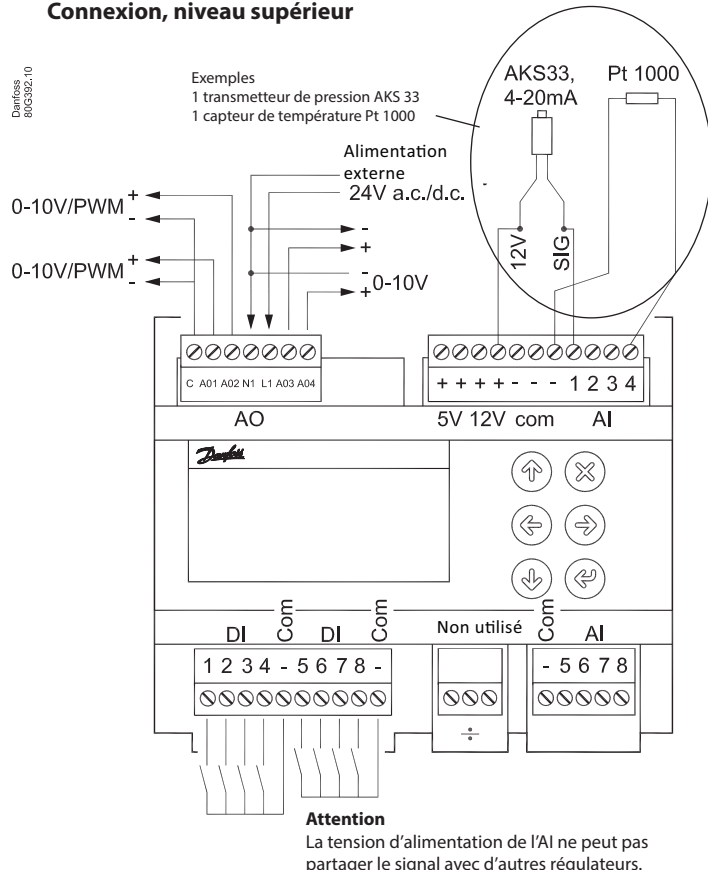 Connexion, niveau supérieur
Danfoss
80G392.10
Exemples
1 transmetteur de pression AKS 33
1 capteur de température Pt 1000
AKS33,
4-20mA
Pt 1000
Alimentation
externe
24V a.c./d.c.
0-10V/PWM + -
0-10V/PWM + -
-
+
-
+
0-10V
12V
SIG
C A01 A02 N1 L1 A03 A04
AO
+ + + + - - - 1 2 3 4
5V 12V com AI
Danfoss
DI Com DI Com Non utilisé Com AI
1 2 3 4 - 5 6 7 8 -
- 5 6 7 8
÷
Attention
La tension d’alimentation de l’AI ne peut pas
partager le signal avec d’autres régulateurs.